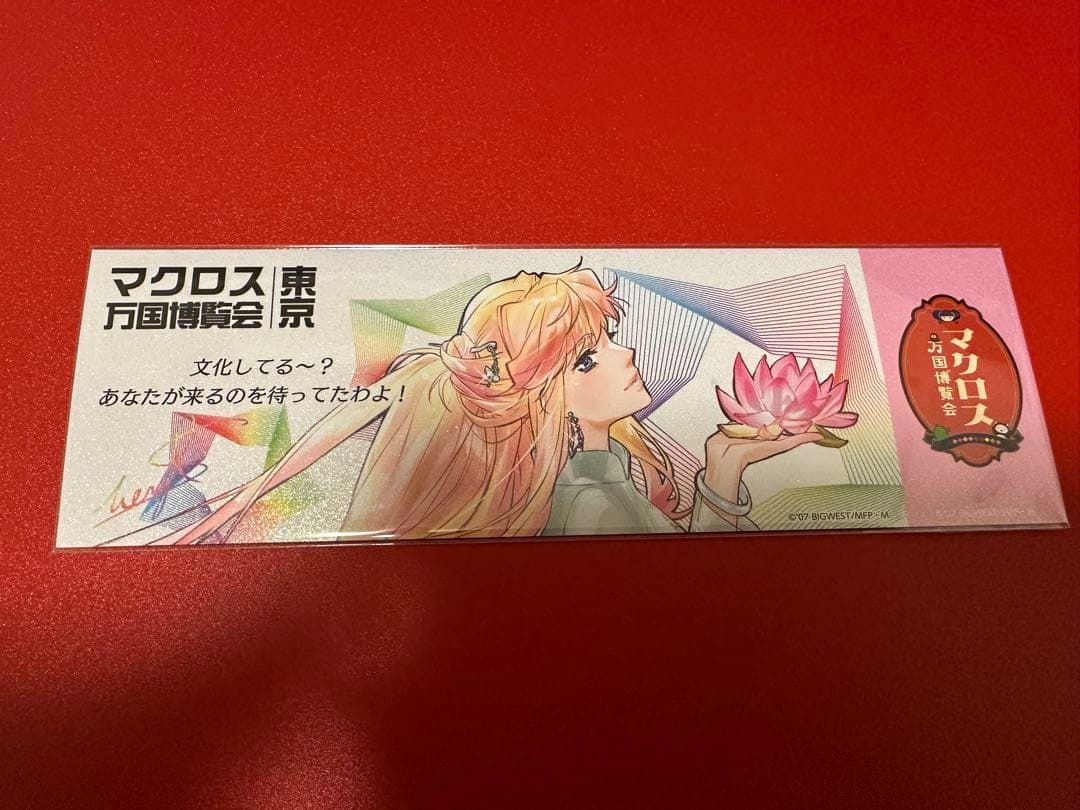 マクロス
万国博覧会
東京
文化してる～？
あなたが来るのを待ってたわよ！
©'07 BIGWEST/MFP・M
マクロス
万国博覧会